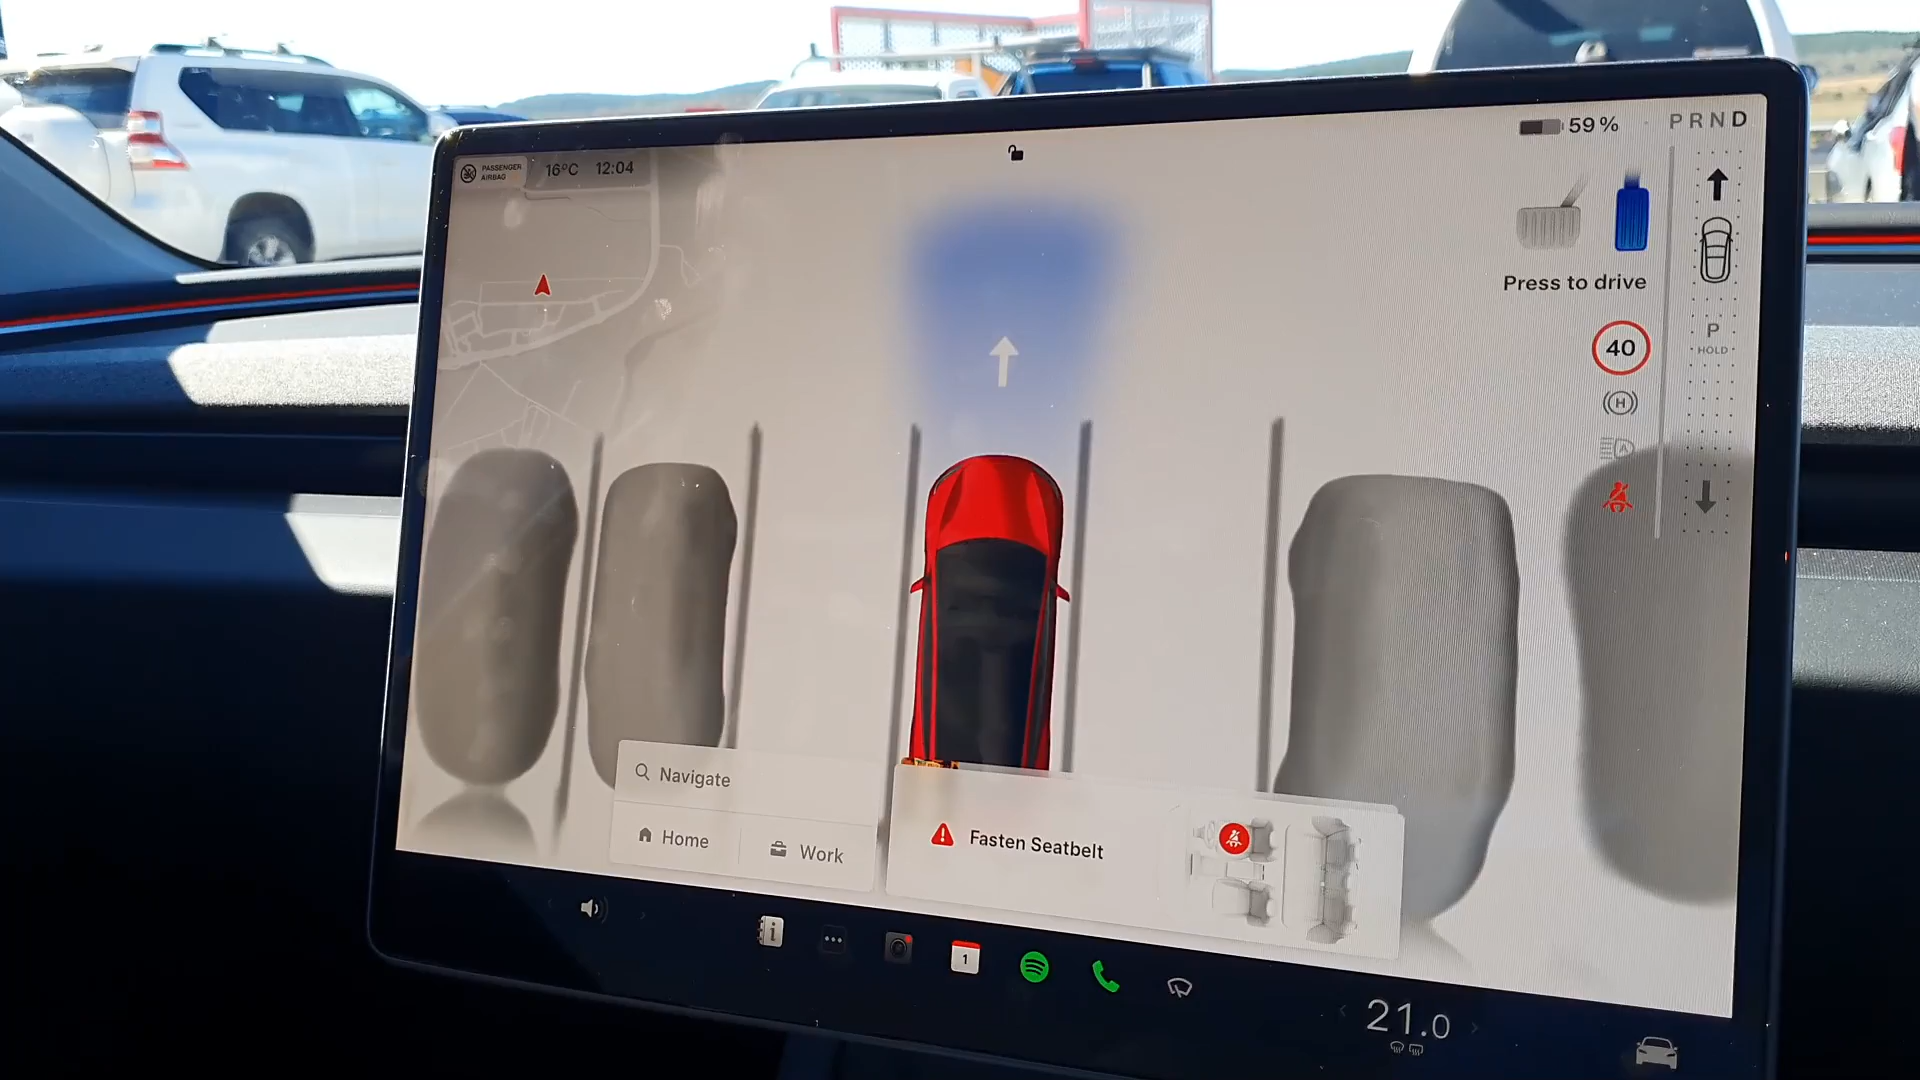 PASSENGER
AIRBAG
16°C 12:04
59%
PRND
Press to drive
40
P
HOLD
H
A
Navigate
Home
Work
Fasten Seatbelt
i
1
21.0